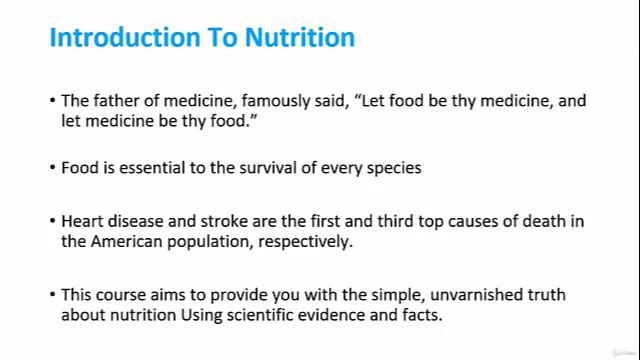 Introduction To Nutrition
• The father of medicine, famously said, “Let food be thy medicine, and
let medicine be thy food.”
• Food is essential to the survival of every species
• Heart disease and stroke are the first and third top causes of death in
the American population, respectively.
• This course aims to provide you with the simple, unvarnished truth
about nutrition Using scientific evidence and facts.